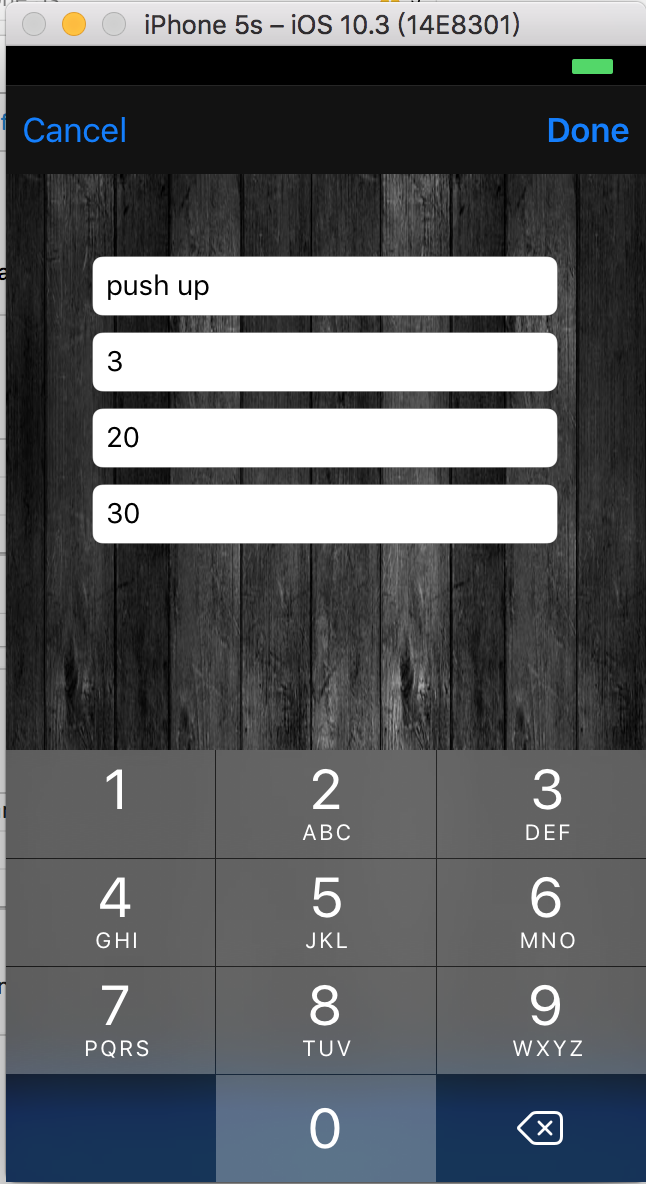 iPhone 5s – iOS 10.3 (14E8301)
Cancel Done
push up
3
20
30
1 2 3
ABC DEF
4 5 6
GHI JKL MNO
7 8 9
PQRS TUV WXYZ
0